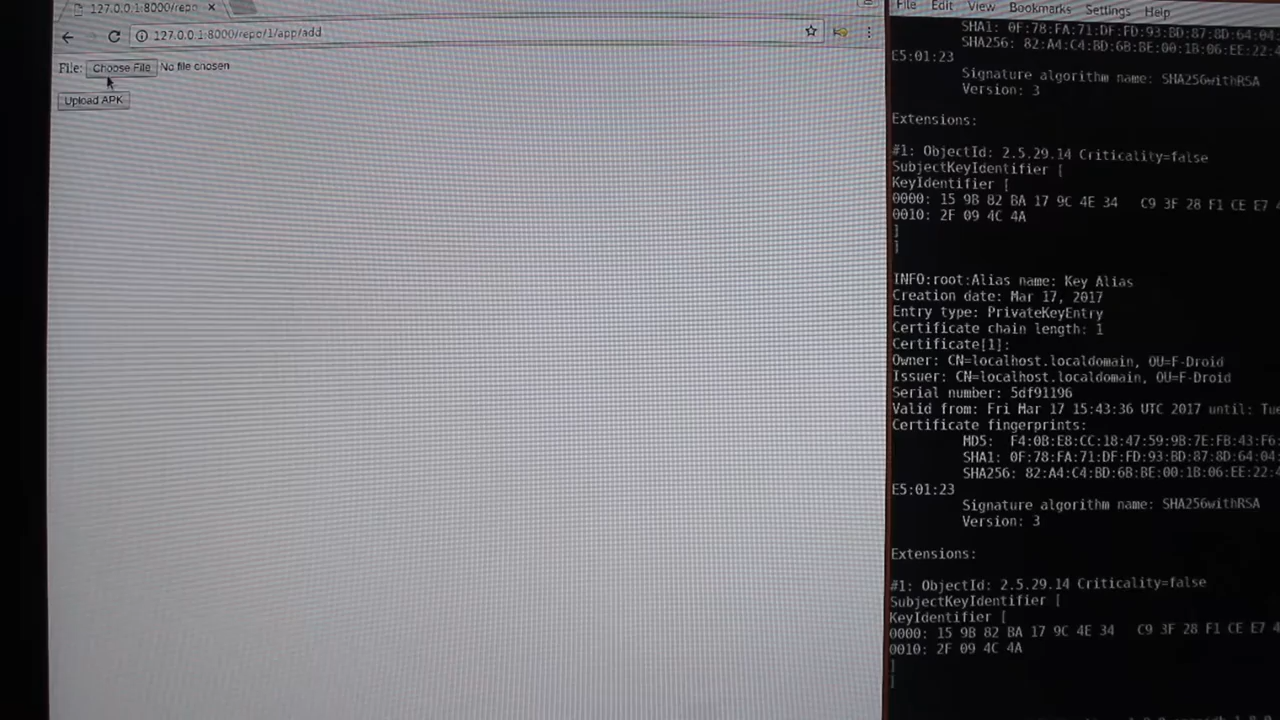 127.0.0.1:8000/repo
127.0.0.1:8000/repo/1/app/add
File: Choose File No file chosen
Upload APK
File Edit View Bookmarks Settings Help
SHA1: 0F:78:FA:71:DF:FD:93:BD:87:8D:64:04:
SHA256: 82:A4:C4:BD:6B:BE:00:1B:06:EE:22:
E5:01:23
Signature algorithm name: SHA256withRSA
Version: 3
Extensions:
#1: ObjectId: 2.5.29.14 Criticality=false
SubjectKeyIdentifier [
KeyIdentifier [
0000: 15 9B 82 BA 17 9C 4E 34 C9 3F 28 F1 CE E7 4
0010: 2F 09 4C 4A
]
]
INFO:root:Alias name: Key Alias
Creation date: Mar 17, 2017
Entry type: PrivateKeyEntry
Certificate chain length: 1
Certificate[1]:
Owner: CN=localhost.localdomain, OU=F-Droid
Issuer: CN=localhost.localdomain, OU=F-Droid
Serial number: 5df91196
Valid from: Fri Mar 17 15:43:36 UTC 2017 until: Tue
Certificate fingerprints:
MD5: F4:0B:E8:CC:18:47:59:9B:7E:FB:43:F6:
SHA1: 0F:78:FA:71:DF:FD:93:BD:87:8D:64:04:
SHA256: 82:A4:C4:BD:6B:BE:00:1B:06:EE:22:4
E5:01:23
Signature algorithm name: SHA256withRSA
Version: 3
Extensions:
#1: ObjectId: 2.5.29.14 Criticality=false
SubjectKeyIdentifier [
KeyIdentifier [
0000: 15 9B 82 BA 17 9C 4E 34 C9 3F 28 F1 CE E7 4
0010: 2F 09 4C 4A
]
]